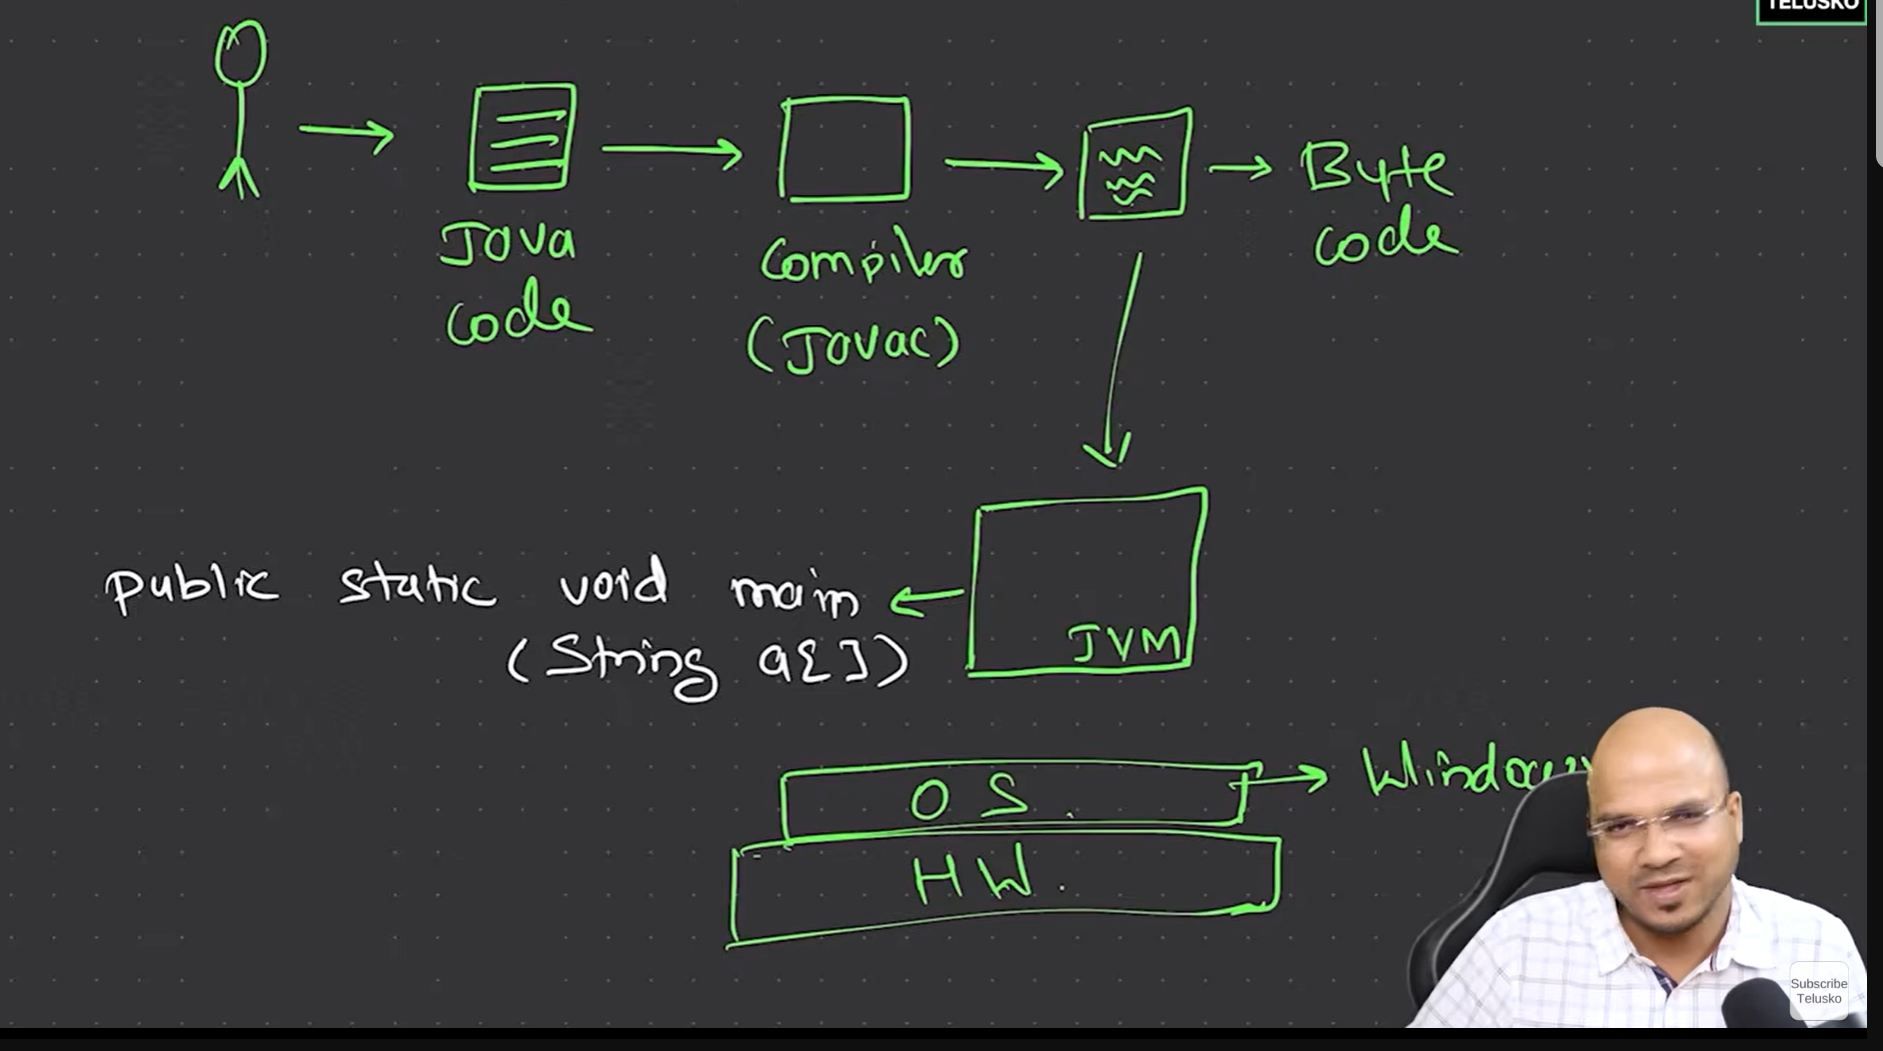 TELUSKO
Java
code
Compiler
(Javac)
Byte
code
public static void main
(String a[])
JVM
OS
Windows
HW
Subscribe
Telusko